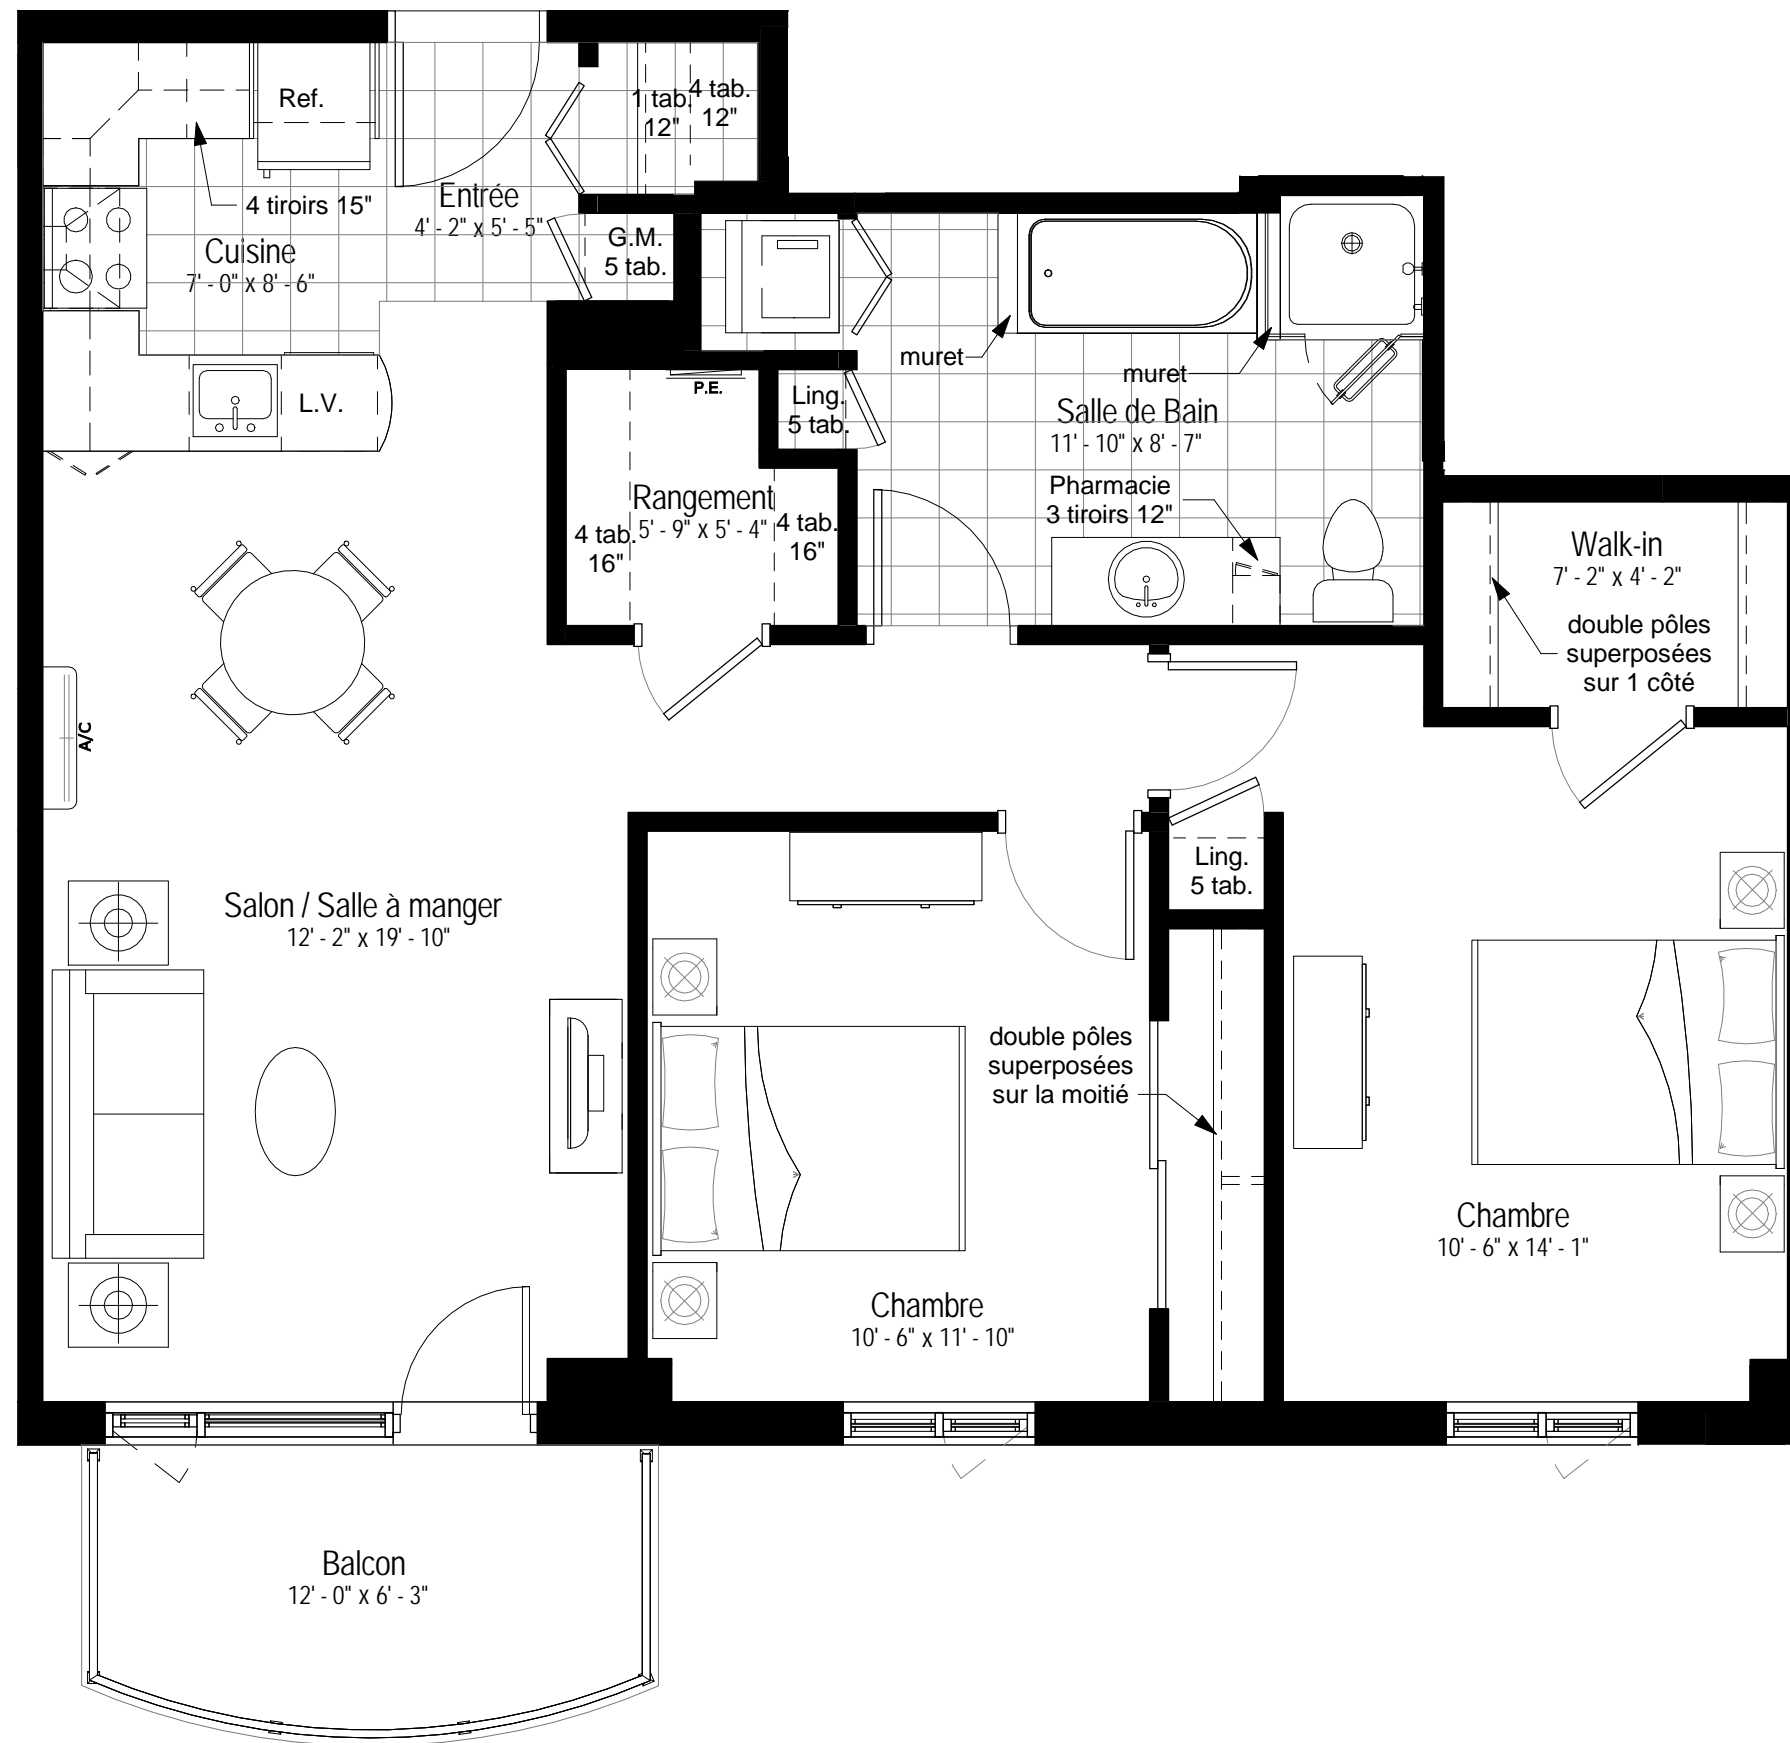 Ref.
1 tab.
12"
4 tab.
12"
4 tiroirs 15"
Entrée
4' - 2" x 5' - 5"
Cuisine
7' - 0" x 8' - 6"
G.M.
5 tab.
L.V.
P.E.
muret
muret
Ling.
5 tab.
Salle de Bain
11' - 10" x 8' - 7"
Pharmacie
3 tiroirs 12"
Rangement
5' - 9" x 5' - 4"
4 tab.
16"
4 tab.
16"
Walk-in
7' - 2" x 4' - 2"
double pôles
superposées
sur 1 côté
A/C
Ling.
5 tab.
Salon / Salle à manger
12' - 2" x 19' - 10"
double pôles
superposées
sur la moitié
Chambre
10' - 6" x 14' - 1"
Chambre
10' - 6" x 11' - 10"
Balcon
12' - 0" x 6' - 3"